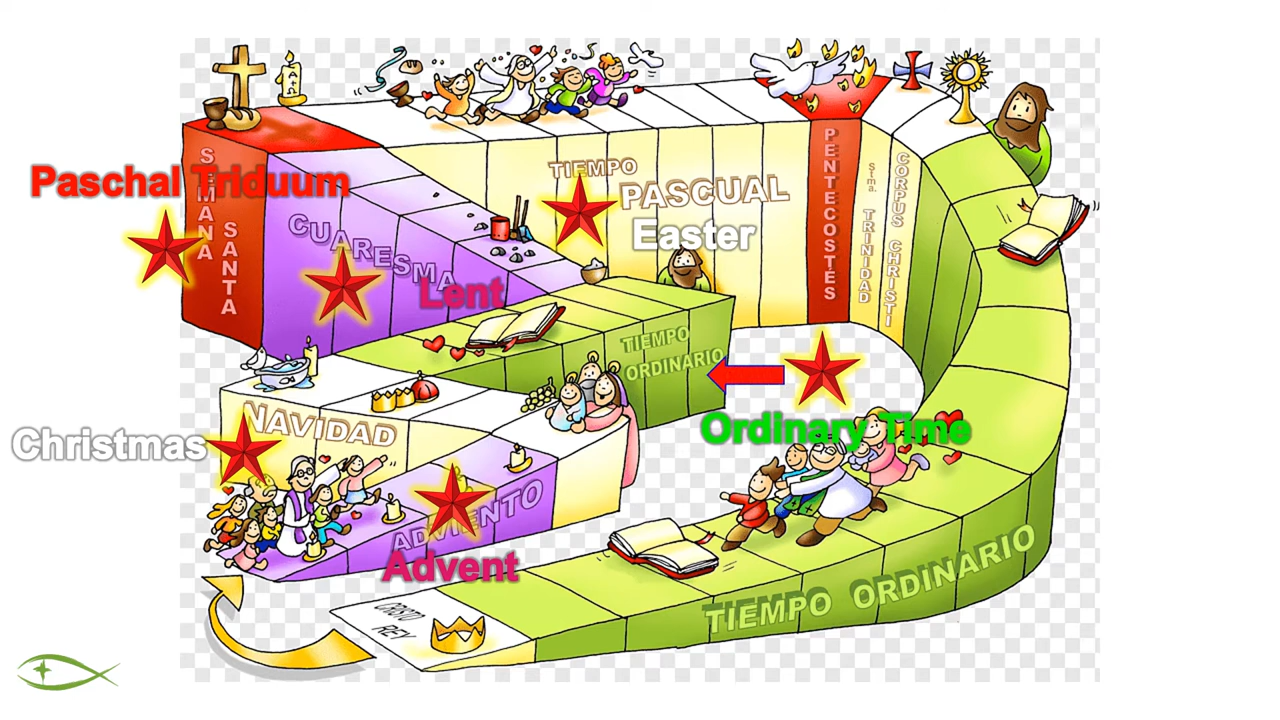 Paschal Triduum
SEMANA
SANTA
CUARESMA
Lent
TIEMPO
PASCUAL
Easter
PENTECOSTÉS
Stma. TRINIDAD
CORPUS CHRISTI
TIEMPO
ORDINARIO
Ordinary Time
NAVIDAD
Christmas
ADVIENTO
Advent
CRISTO
REY
TIEMPO ORDINARIO